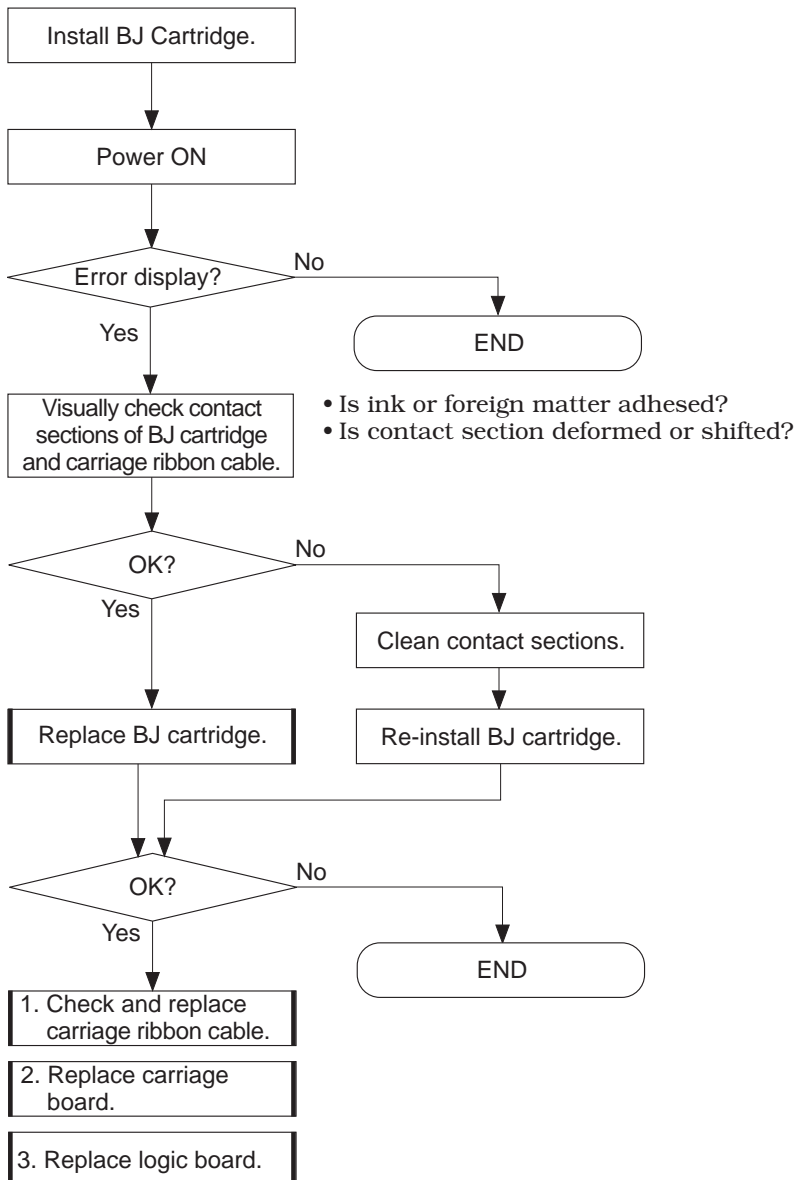 Install BJ Cartridge.
Power ON
Error display?
No
Yes
END
Visually check contact
sections of BJ cartridge
and carriage ribbon cable.
• Is ink or foreign matter adhesed?
• Is contact section deformed or shifted?
OK?
No
Yes
Clean contact sections.
Replace BJ cartridge.
Re-install BJ cartridge.
OK?
No
Yes
END
1. Check and replace
carriage ribbon cable.
2. Replace carriage
board.
3. Replace logic board.